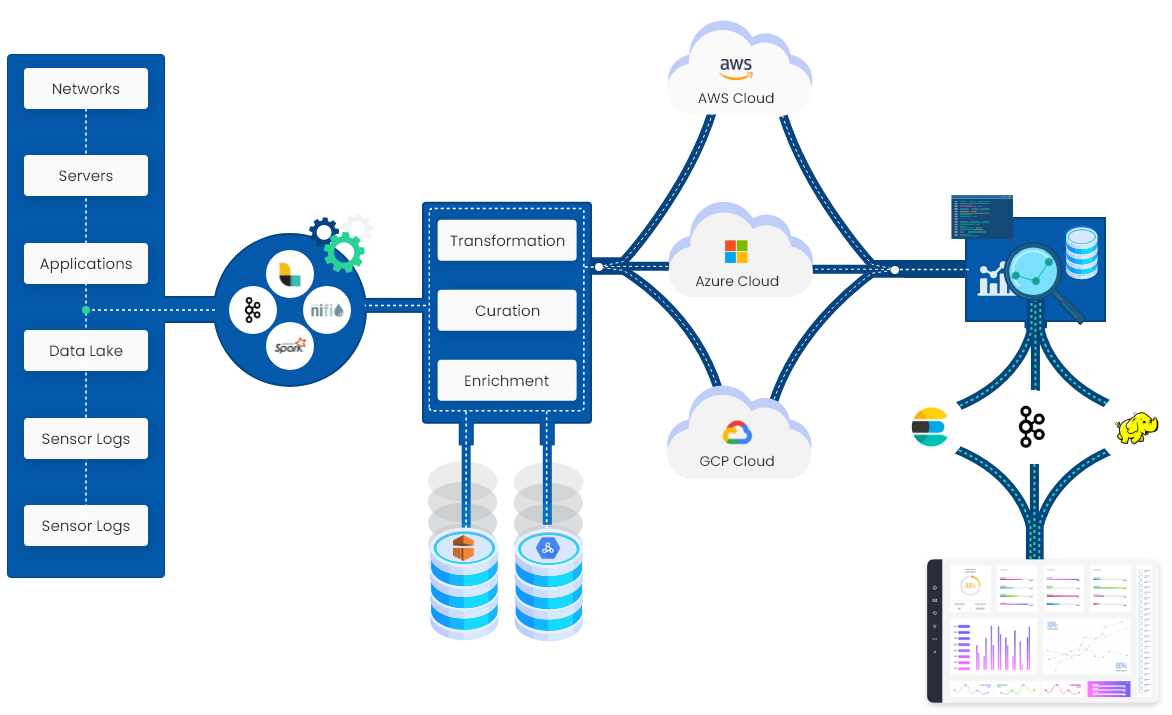 Networks
Servers
Applications
Data Lake
Sensor Logs
Sensor Logs
nifi
Spark
Transformation
Curation
Enrichment
aws
AWS Cloud
Azure Cloud
GCP Cloud
89%
30%
60%